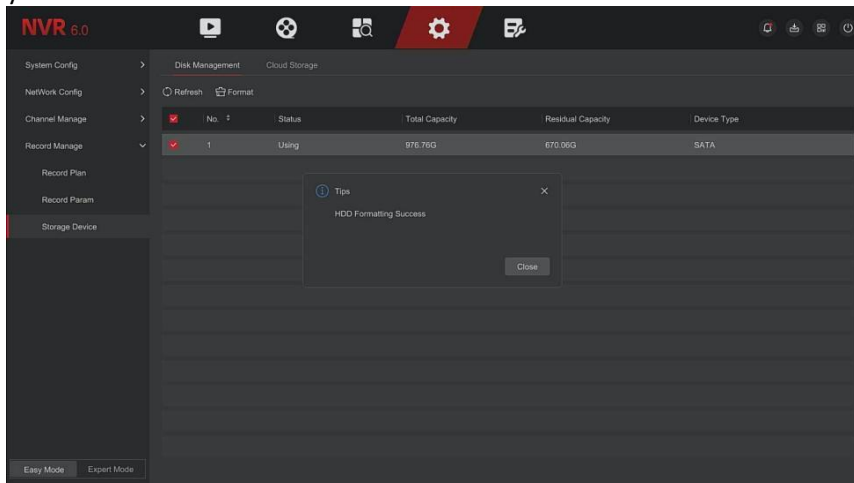 NVR 6.0
System Config
Disk Management Cloud Storage
NetWork Config
Refresh Format
Channel Manage
No. Status Total Capacity Residual Capacity Device Type
Record Manage
1 Using 976.76G 670.06G SATA
Record Plan
Tips
Record Param
HDD Formatting Success
Storage Device
Close
Easy Mode Expert Mode